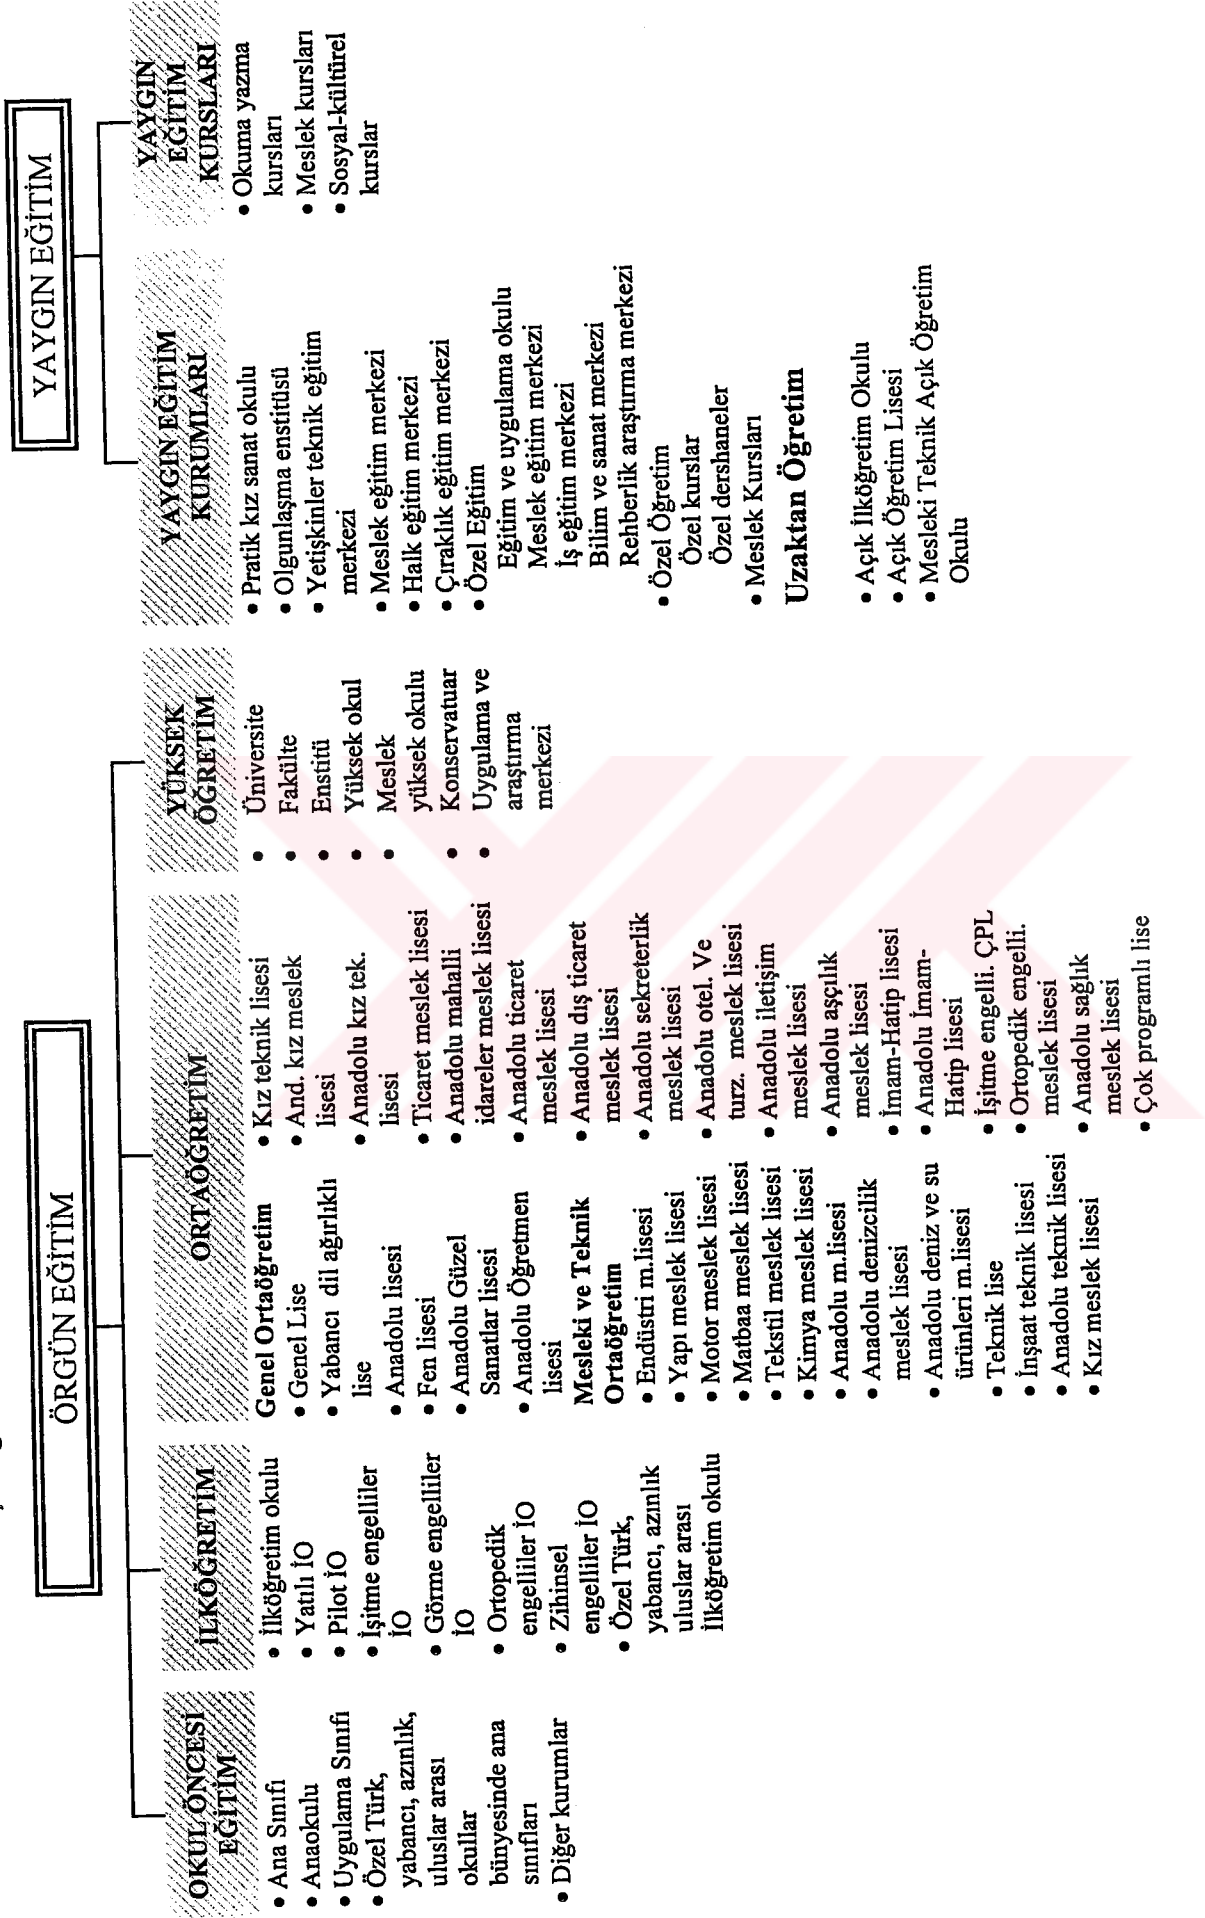 ÖRGÜN EĞİTİM
OKUL ÖNCESİ
EĞİTİM
• Ana Sınıfı
• Anaokulu
• Uygulama Sınıfı
• Özel Türk,
yabancı, azınlık,
uluslar arası
okullar
bünyesinde ana
sınıfları
• Diğer kurumlar
İLKÖĞRETİM
• İlköğretim okulu
• Yatılı İO
• Pilot İO
• İşitme engelliler
İO
• Görme engelliler
İO
• Ortopedik
engelliler İO
• Zihinsel
engelliler İO
• Özel Türk,
yabancı, azınlık
uluslar arası
İlköğretim okulu
ORTAÖĞRETİM
Genel Ortaöğretim
• Genel Lise
• Yabancı dil ağırlıklı
lise
• Anadolu lisesi
• Fen lisesi
• Anadolu Güzel
Sanatlar lisesi
• Anadolu Öğretmen
lisesi
Mesleki ve Teknik
Ortaöğretim
• Endüstri m.lisesi
• Yapı meslek lisesi
• Motor meslek lisesi
• Matbaa meslek lisesi
• Tekstil meslek lisesi
• Kimya meslek lisesi
• Anadolu m.lisesi
• Anadolu denizcilik
meslek lisesi
• Anadolu deniz ve su
ürünleri m.lisesi
• Teknik lise
• İnşaat teknik lisesi
• Anadolu teknik lisesi
• Kız meslek lisesi
• Kız teknik lisesi
• And. kız meslek
lisesi
• Anadolu kız tek.
lisesi
• Ticaret meslek lisesi
• Anadolu mahalli
idareler meslek lisesi
• Anadolu ticaret
meslek lisesi
• Anadolu dış ticaret
meslek lisesi
• Anadolu sekreterlik
meslek lisesi
• Anadolu otel. Ve
turz. meslek lisesi
• Anadolu iletişim
meslek lisesi
• Anadolu aşçılık
meslek lisesi
• İmam-Hatip lisesi
• Anadolu İmam-
Hatip lisesi
• İşitme engelli. ÇPL
• Ortopedik engelli.
meslek lisesi
• Anadolu sağlık
meslek lisesi
• Çok programlı lise
YÜKSEK
ÖĞRETİM
• Üniversite
• Fakülte
• Enstitü
• Yüksek okul
• Meslek
yüksek okulu
• Konservatuar
• Uygulama ve
araştırma
merkezi
YAYGIN EĞİTİM
YAYGIN EĞİTİM
KURUMLARI
• Pratik kız sanat okulu
• Olgunlaşma enstitüsü
• Yetişkinler teknik eğitim
merkezi
• Meslek eğitim merkezi
• Halk eğitim merkezi
• Çıraklık eğitim merkezi
• Özel Eğitim
Eğitim ve uygulama okulu
Meslek eğitim merkezi
İş eğitim merkezi
Bilim ve sanat merkezi
Rehberlik araştırma merkezi
• Özel Öğretim
Özel kurslar
Özel dershaneler
• Meslek Kursları
Uzaktan Öğretim
• Açık İlköğretim Okulu
• Açık Öğretim Lisesi
• Mesleki Teknik Açık Öğretim
Okulu
YAYGIN
EĞİTİM
KURSLARI
• Okuma yazma
kursları
• Meslek kursları
• Sosyal-kültürel
kurslar